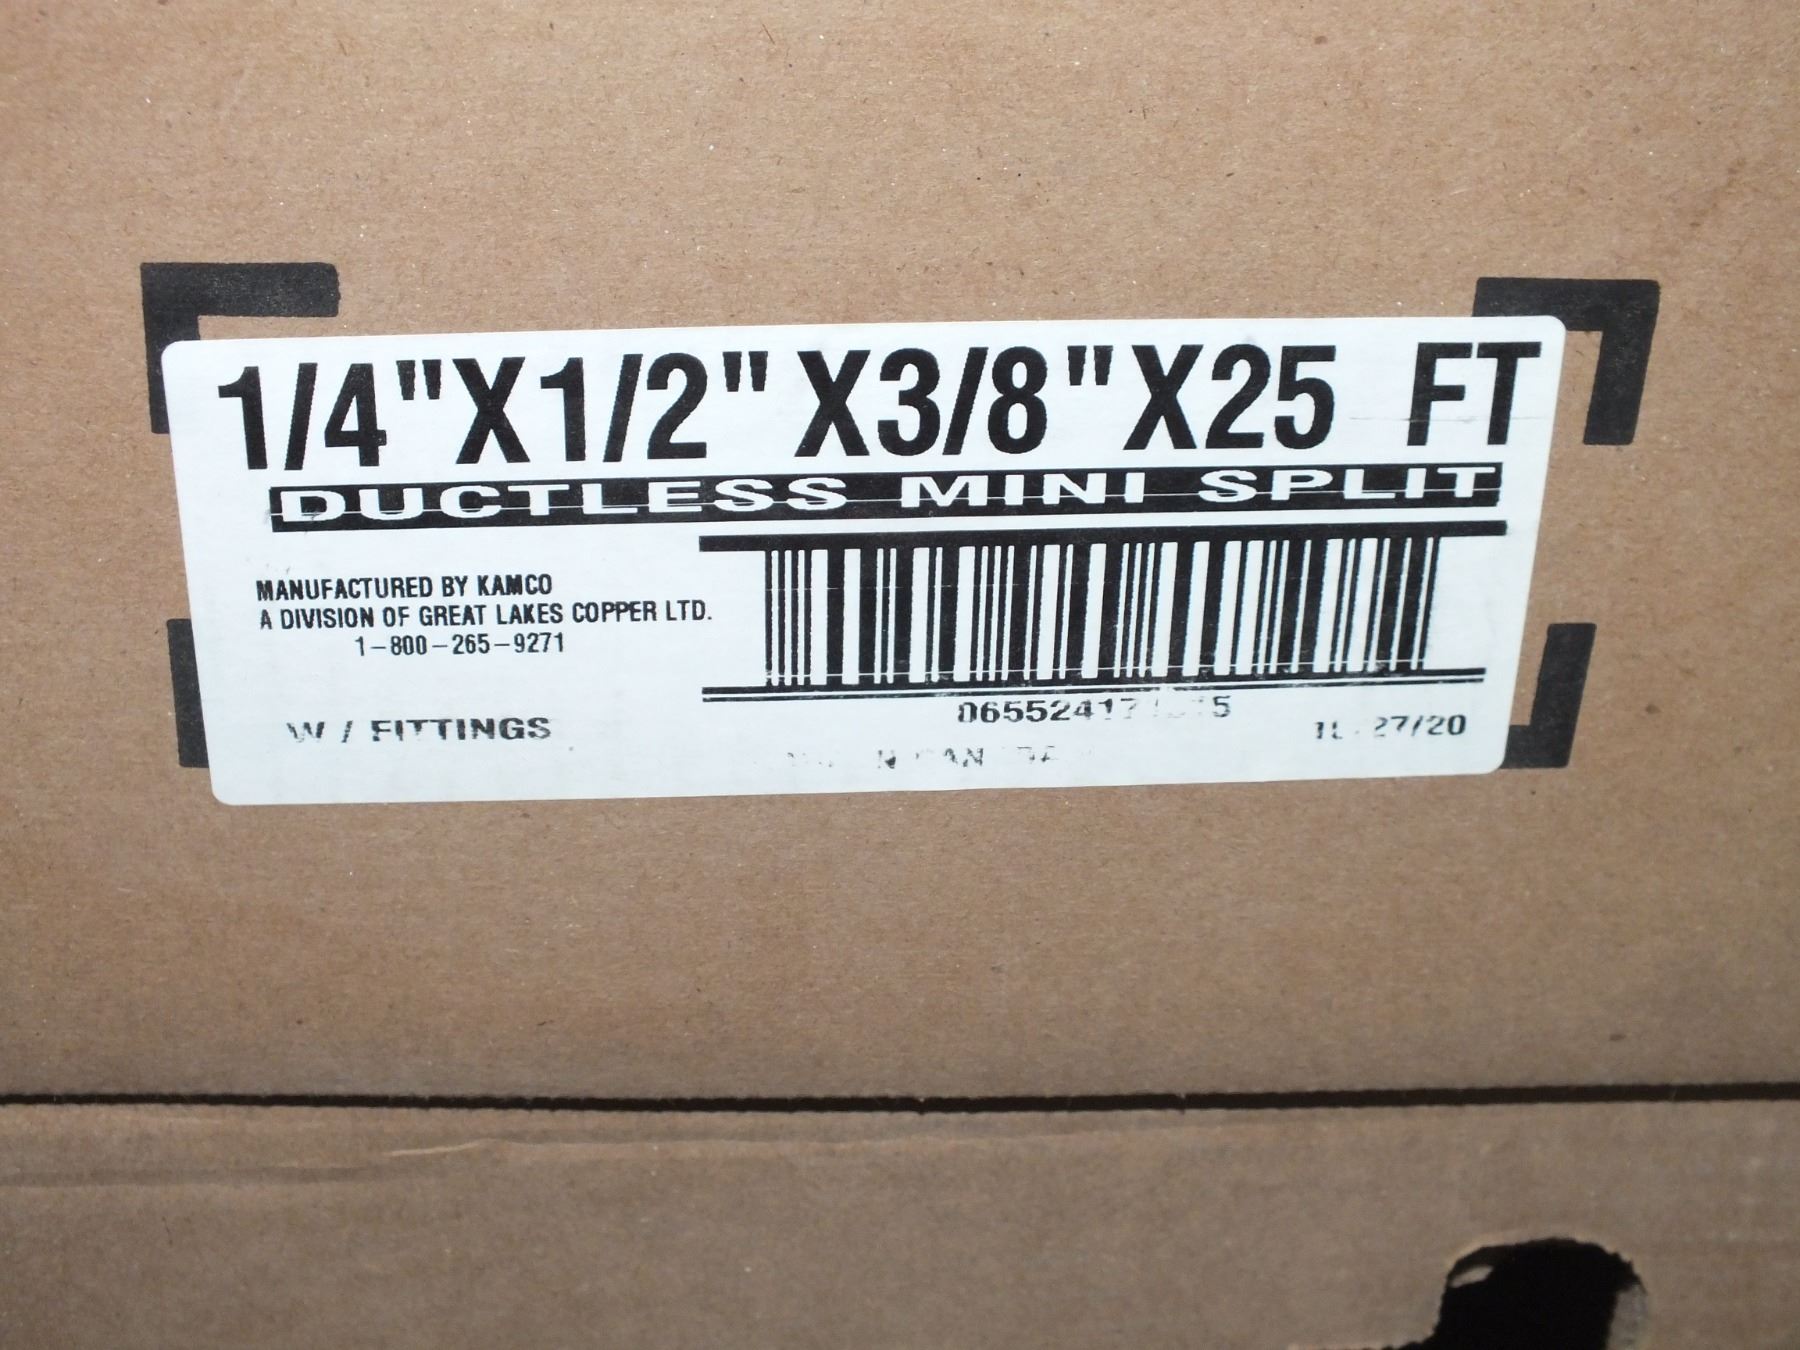 1/4"X1/2"X3/8"X25 FT
DUCTLESS MINI SPLIT
MANUFACTURED BY KAMCO
A DIVISION OF GREAT LAKES COPPER LTD.
1-800-265-9271
W / FITTINGS